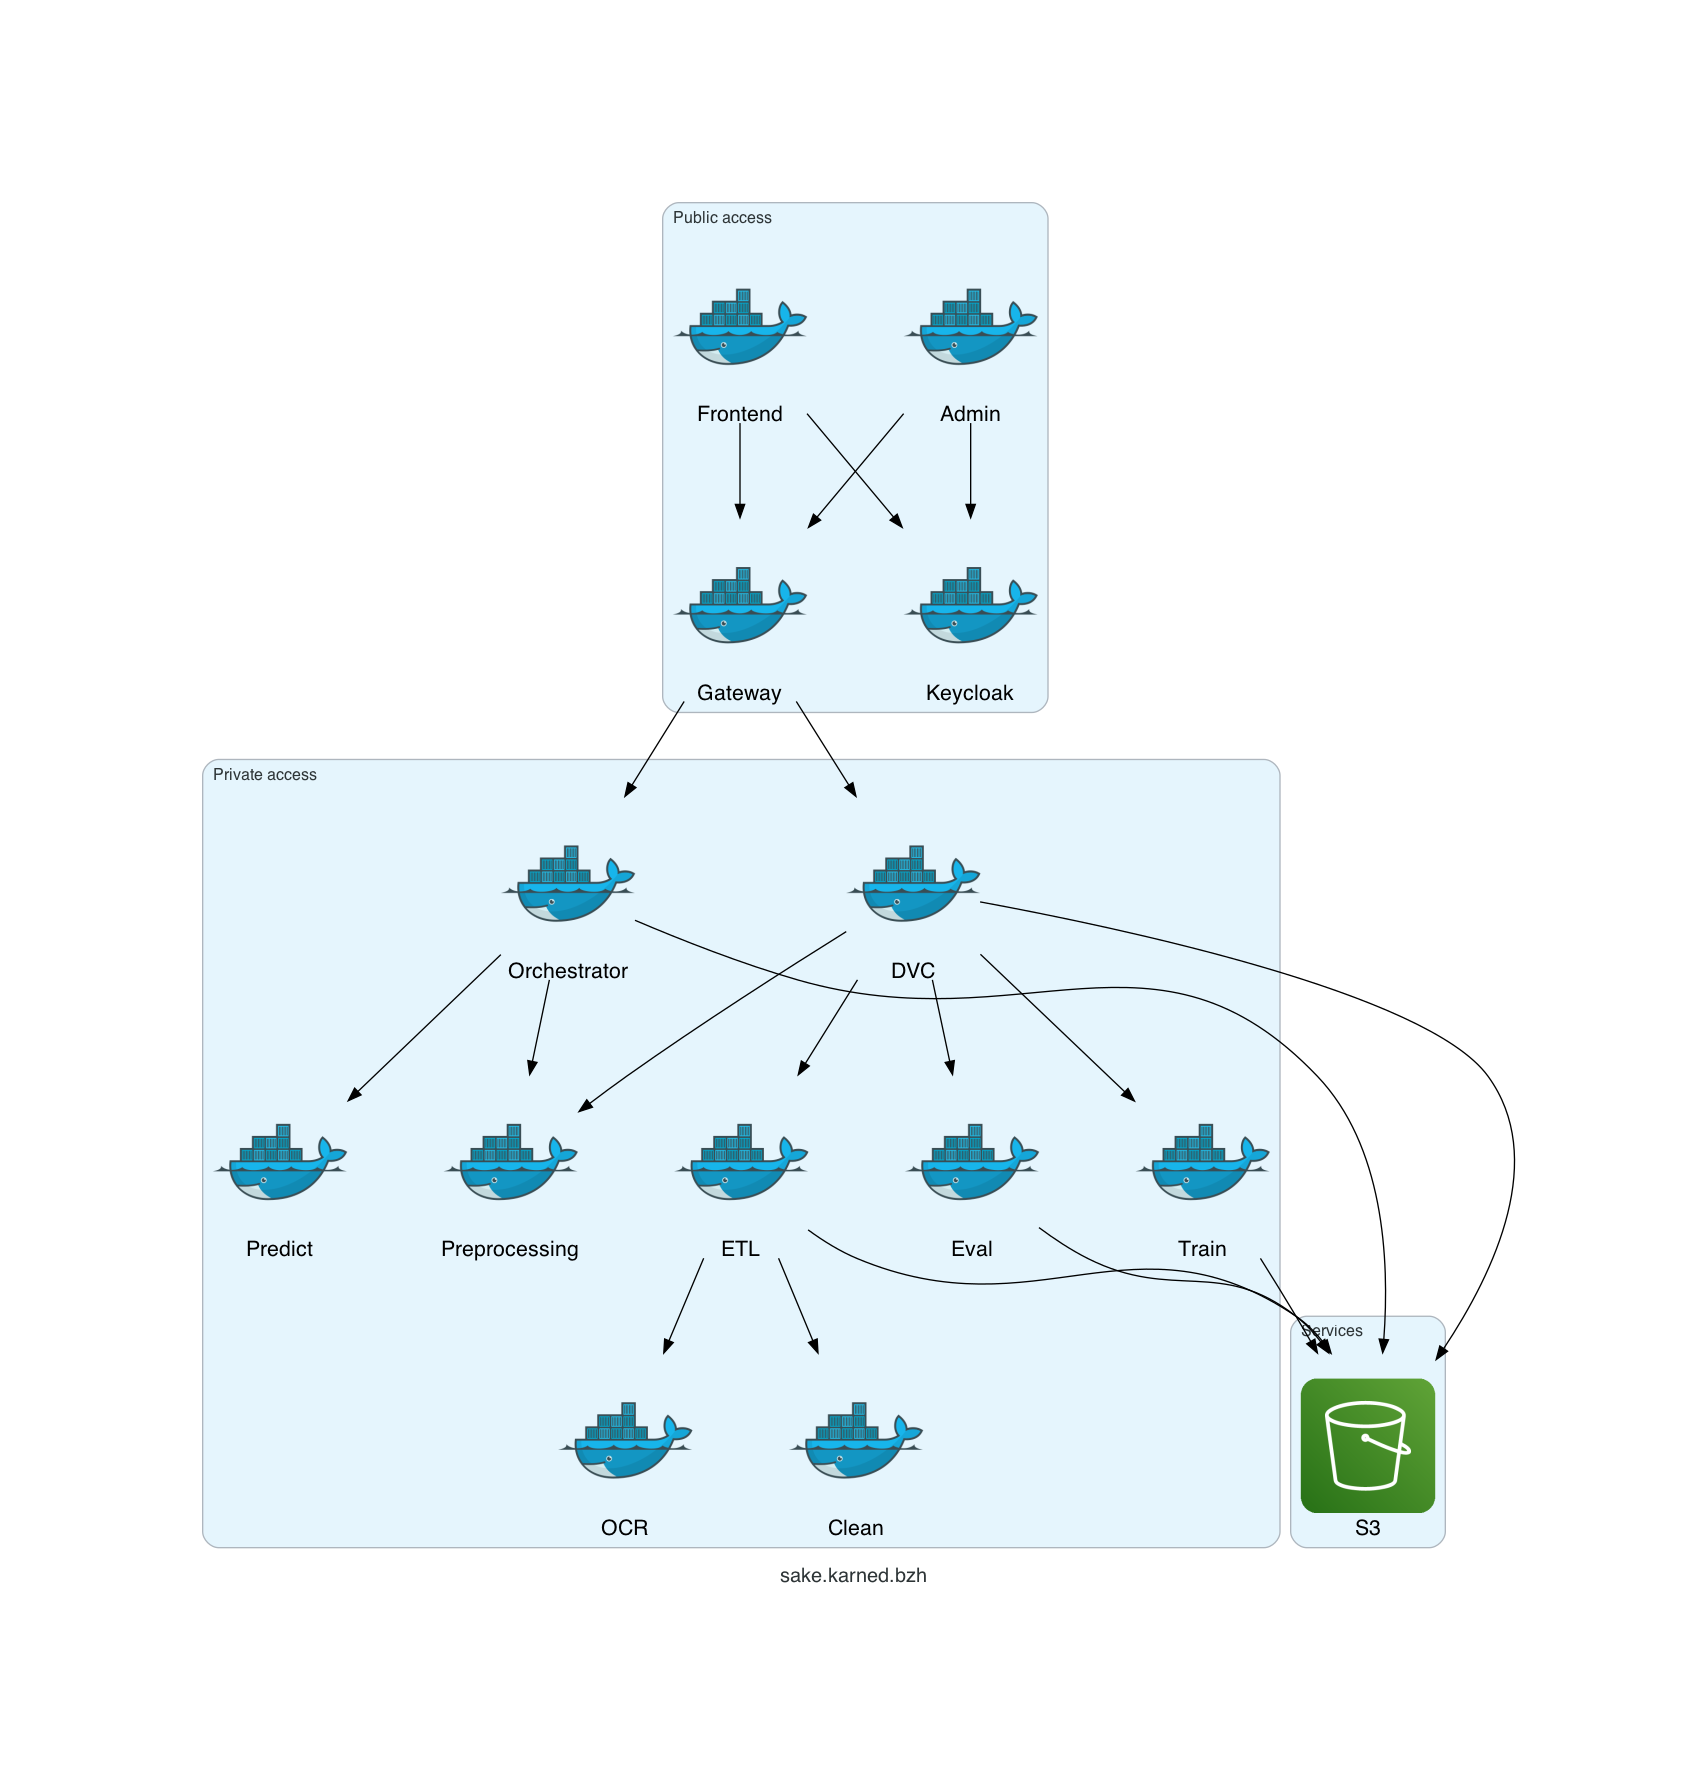 Public access
Frontend
Admin
Gateway
Keycloak
Private access
Orchestrator
DVC
Predict
Preprocessing
ETL
Eval
Train
Services
OCR
Clean
S3
sake.karned.bzh